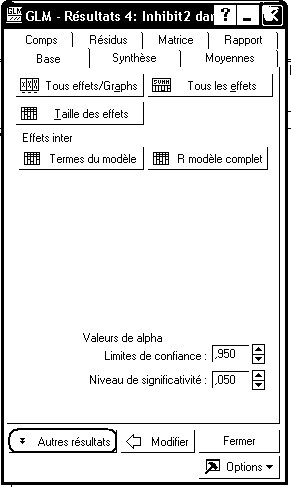 GLM - Résultats 4: Inhibit2 dar
Comps Résidus Matrice Rapport
Base Synthèse Moyennes
Tous effets/Graphs SUMM Tous les effets
Taille des effets
Effets inter
Termes du modèle R modèle complet
Valeurs de alpha
Limites de confiance : ,950
Niveau de significativité : ,050
Autres résultats Modifier Fermer
Options